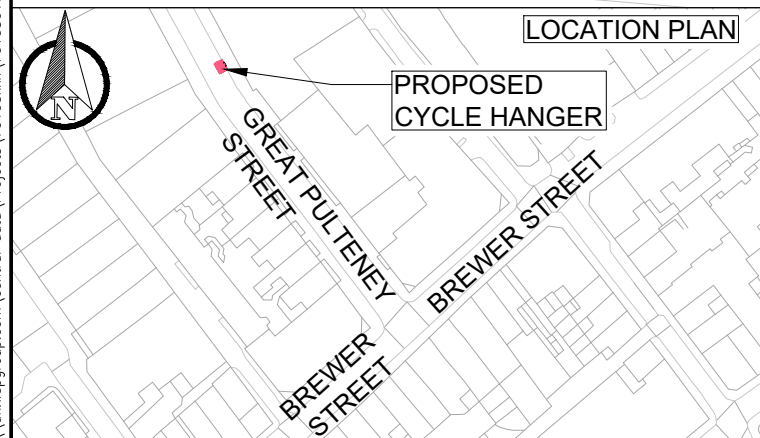 LOCATION PLAN
N
PROPOSED
CYCLE HANGER
GREAT PULTENEY
STREET
BREWER STREET
BREWER
STREET